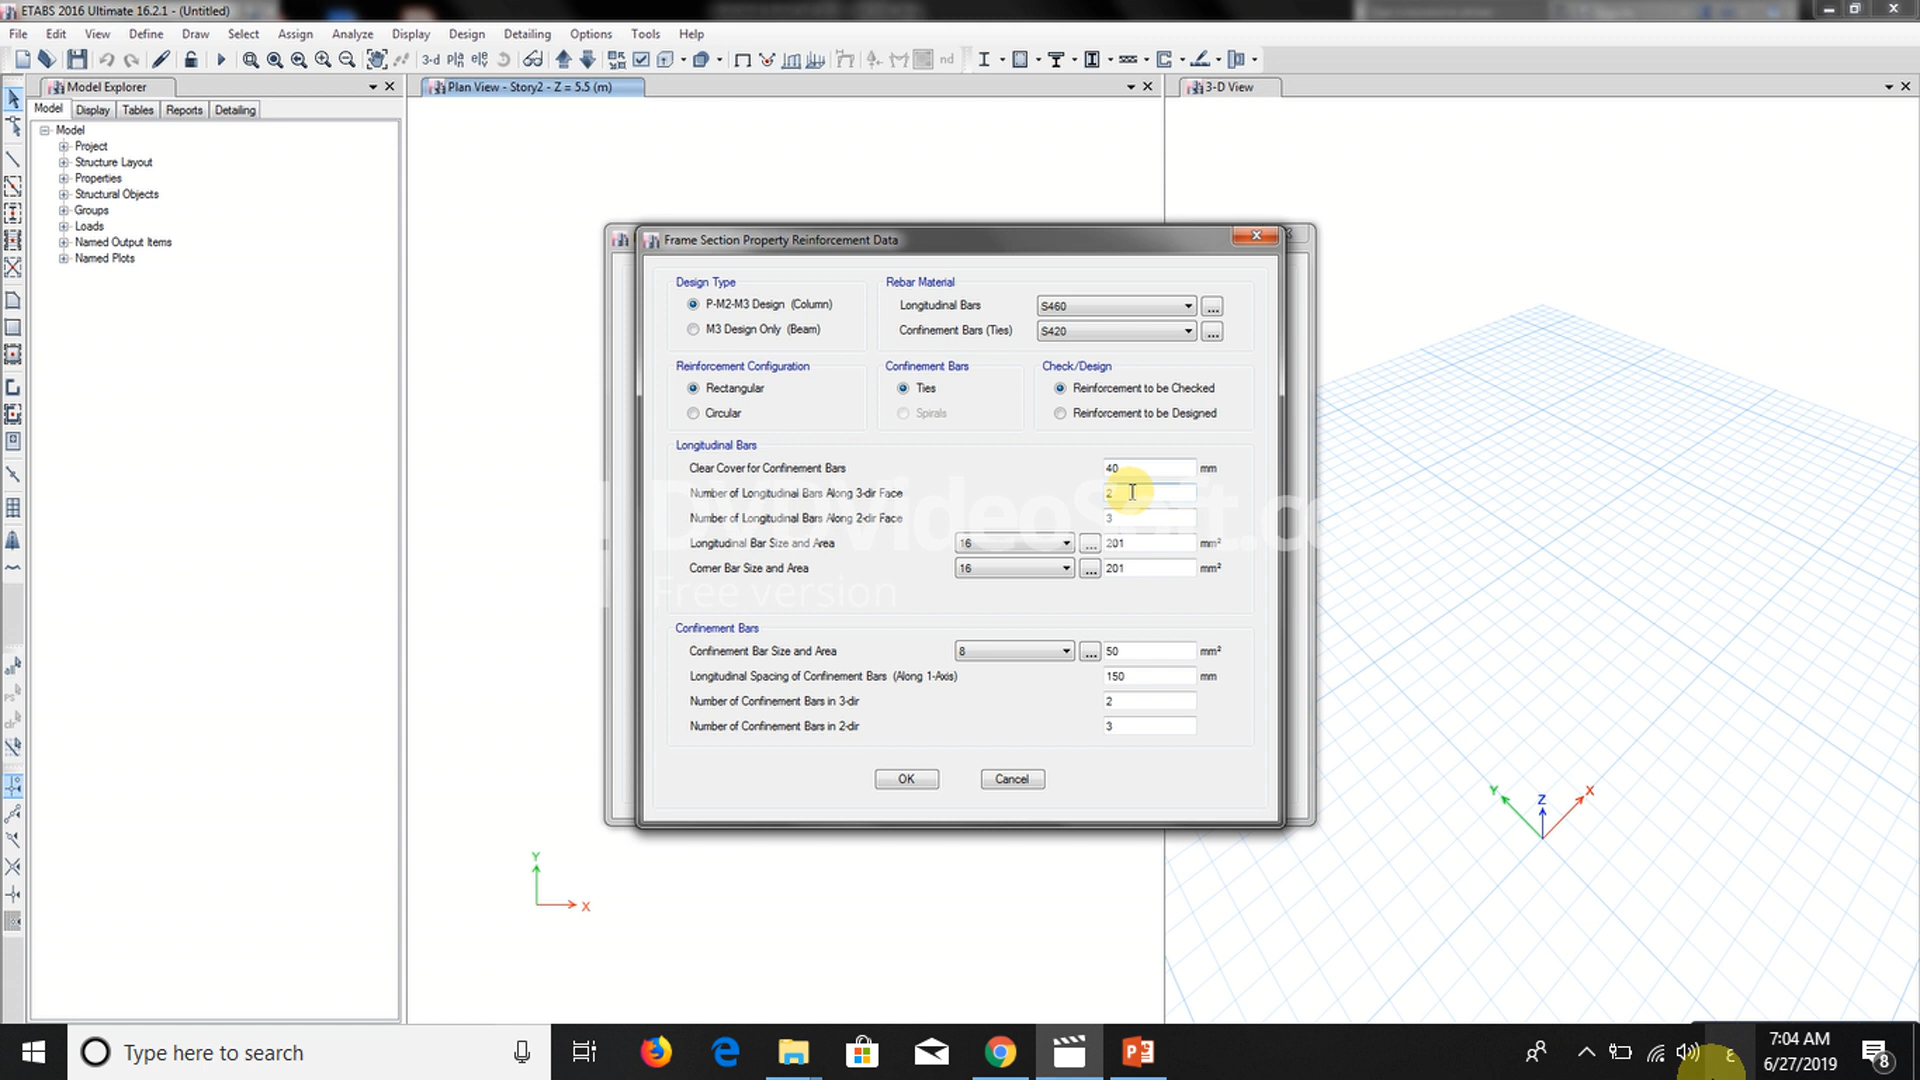 ETABS 2016 Ultimate 16.2.1 - (Untitled)
File Edit View Define Draw Select Assign Analyze Display Design Detailing Options Tools Help
3-d nd
Model Explorer
Plan View - Story2 - Z = 5.5 (m)
3-D View
Model Display Tables Reports Detailing
Model
Project
Structure Layout
Properties
Structural Objects
Groups
Loads
Named Output Items
Named Plots
Frame Section Property Reinforcement Data
Design Type
P-M2-M3 Design (Column)
M3 Design Only (Beam)
Rebar Material
Longitudinal Bars S460 ...
Confinement Bars (Ties) S420 ...
Reinforcement Configuration
Rectangular
Circular
Confinement Bars
Ties
Spirals
Check/Design
Reinforcement to be Checked
Reinforcement to be Designed
Longitudinal Bars
Clear Cover for Confinement Bars 40 mm
Number of Longitudinal Bars Along 3-dir Face 2
Number of Longitudinal Bars Along 2-dir Face 3
Longitudinal Bar Size and Area 16 ... 201 mm²
Corner Bar Size and Area 16 ... 201 mm²
Free version
Confinement Bars
Confinement Bar Size and Area 8 ... 50 mm²
Longitudinal Spacing of Confinement Bars (Along 1-Axis) 150 mm
Number of Confinement Bars in 3-dir 2
Number of Confinement Bars in 2-dir 3
OK Cancel
Y
X
Y
Z
X
Type here to search
ع
7:04 AM
6/27/2019
8